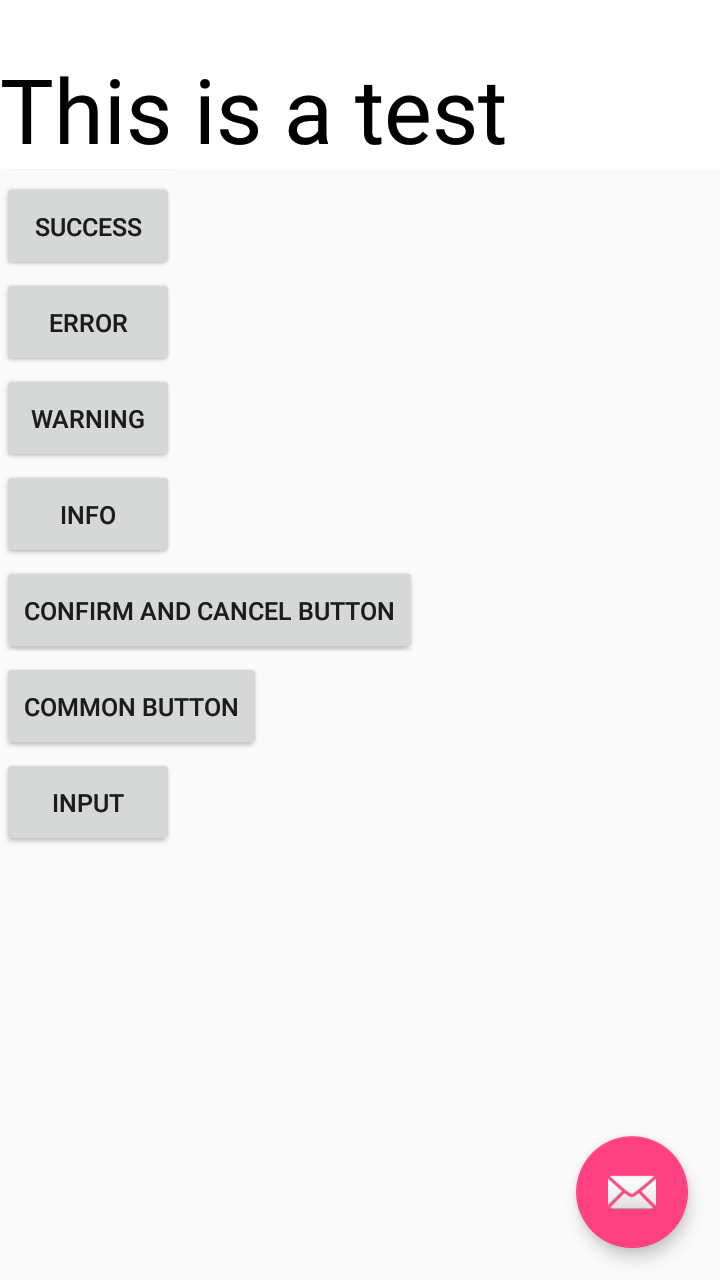 This is a test
SUCCESS
ERROR
WARNING
INFO
CONFIRM AND CANCEL BUTTON
COMMON BUTTON
INPUT